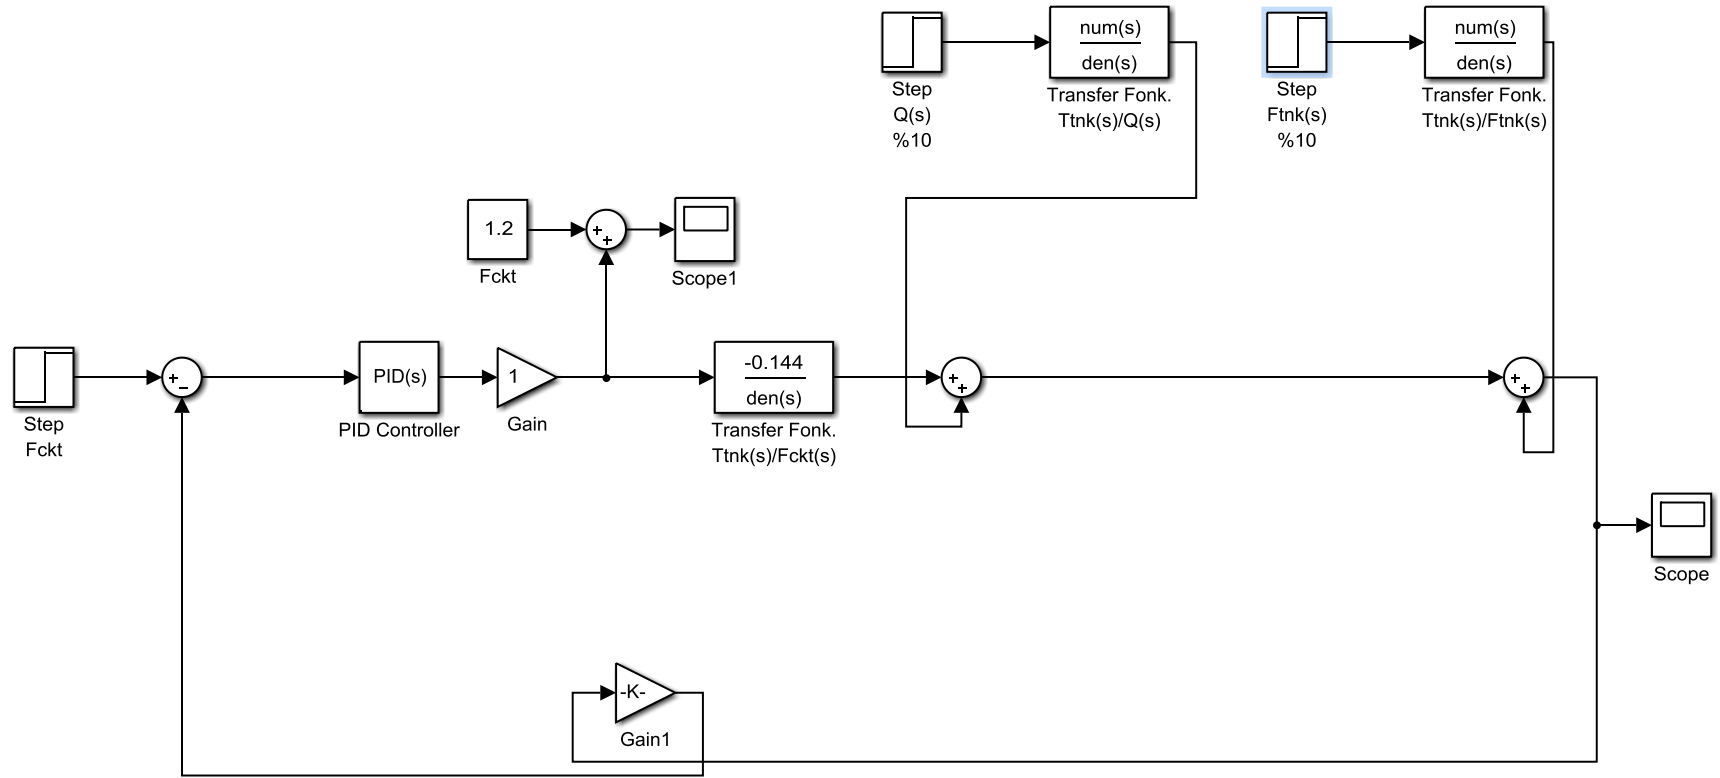 num(s)
den(s)
Step
Q(s)
%10
Transfer Fonk.
Ttnk(s)/Q(s)
num(s)
den(s)
Step
Ftnk(s)
%10
Transfer Fonk.
Ttnk(s)/Ftnk(s)
1.2
Fckt
+
+
Scope1
Step
Fckt
+
−
PID(s)
PID Controller
1
Gain
-0.144
den(s)
Transfer Fonk.
Ttnk(s)/Fckt(s)
+
+
+
+
Scope
-K-
Gain1